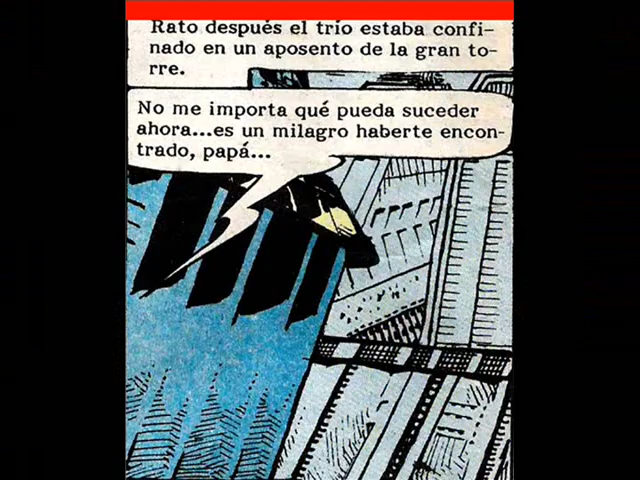 Rato después el trío estaba confi-
nado en un aposento de la gran to-
rre.
No me importa qué pueda suceder
ahora...es un milagro haberte encon-
trado, papá...